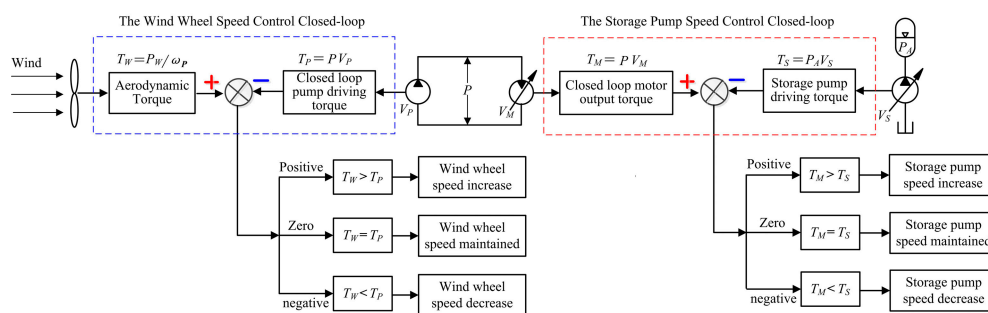 The Wind Wheel Speed Control Closed-loop
The Storage Pump Speed Control Closed-loop
Wind
T_W=P_W/ω_P
Aerodynamic
Torque
+
−
T_P=PV_P
Closed loop
pump driving
torque
V_P
P
V_M
T_M=PV_M
Closed loop motor
output torque
+
−
T_S=P_AV_S
Storage pump
driving torque
P_A
V_S
Positive
T_W>T_P
Wind wheel
speed increase
Zero
T_W=T_P
Wind wheel
speed maintained
negative
T_W<T_P
Wind wheel
speed decrease
Positive
T_M>T_S
Storage pump
speed increase
Zero
T_M=T_S
Storage pump
speed maintained
negative
T_M<T_S
Storage pump
speed decrease